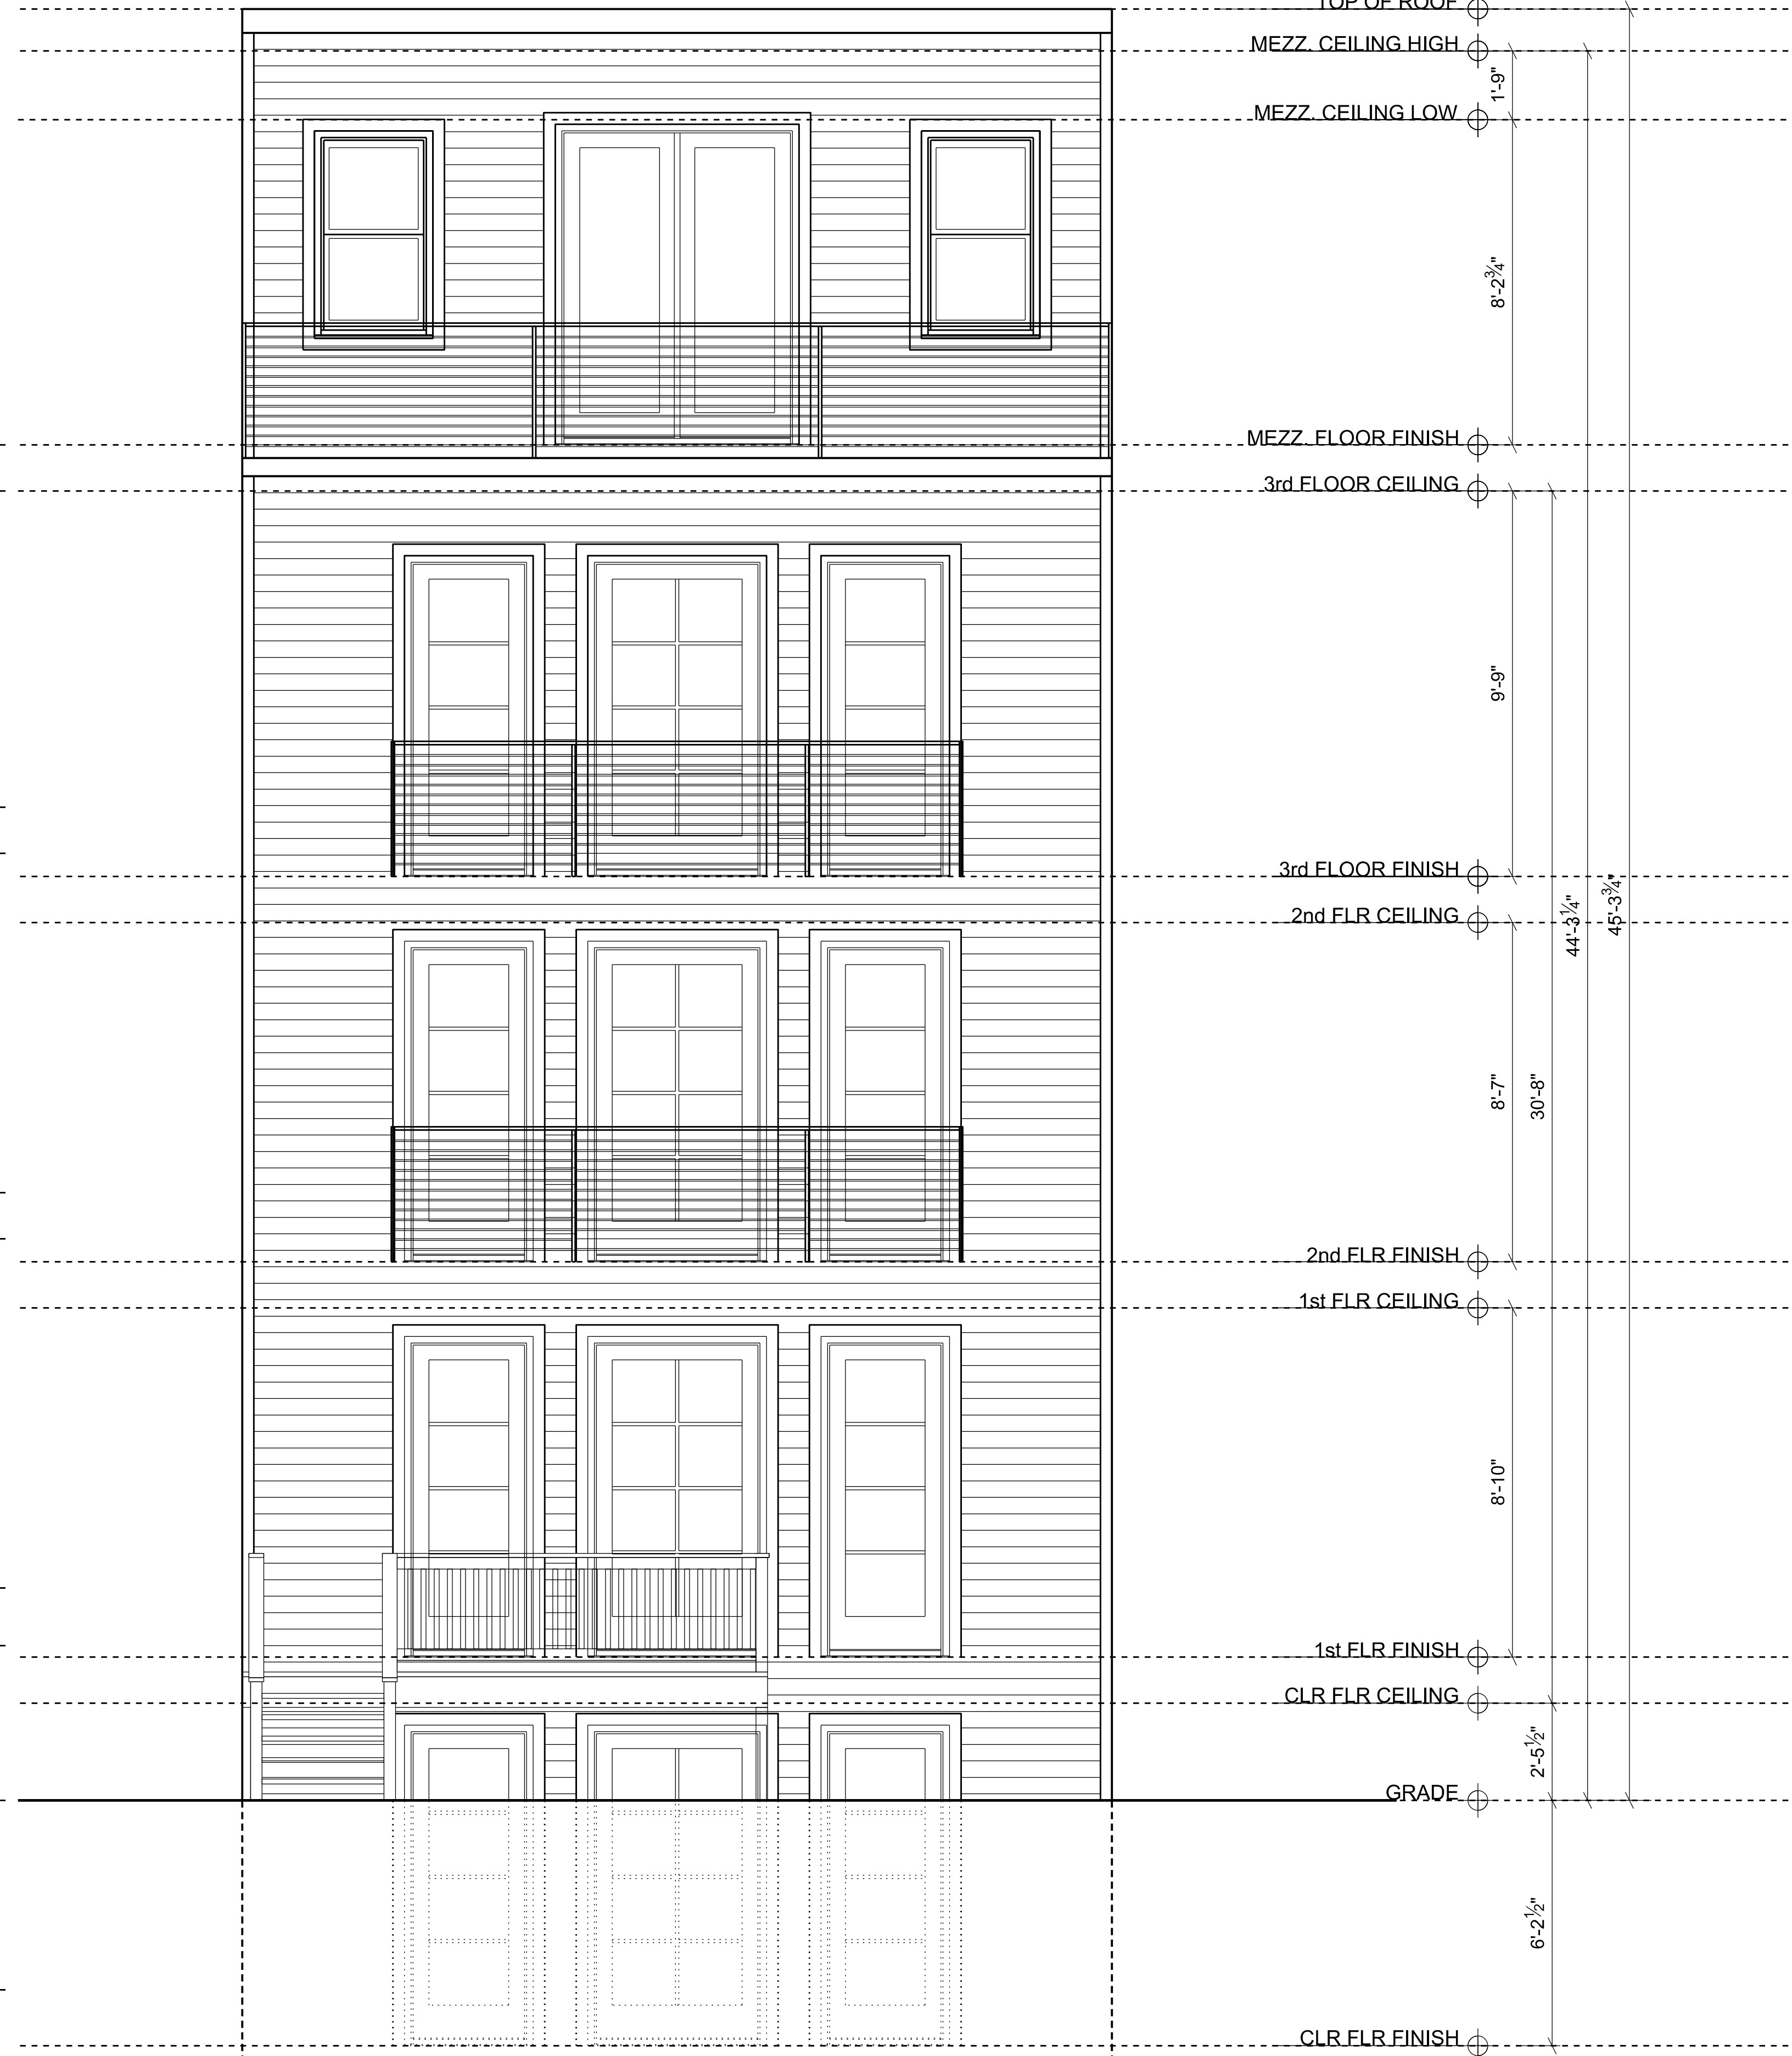 TOP OF ROOF
MEZZ. CEILING HIGH
1'-9"
MEZZ. CEILING LOW
8'-2¾"
MEZZ. FLOOR FINISH
3rd FLOOR CEILING
9'-9"
3rd FLOOR FINISH
2nd FLR CEILING
44'-3¼"
45'-3¾"
8'-7"
30'-8"
2nd FLR FINISH
1st FLR CEILING
8'-10"
1st FLR FINISH
CLR FLR CEILING
2'-5½"
GRADE
6'-2½"
CLR FLR FINISH